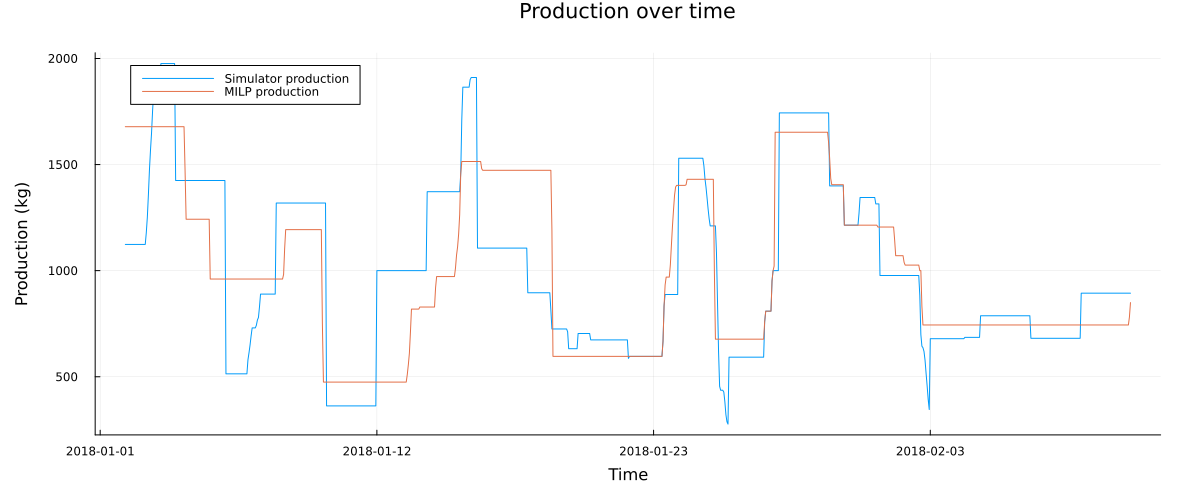 Production over time
2000
1500
1000
500
Production (kg)
Simulator production
MILP production
2018-01-01
2018-01-12
2018-01-23
2018-02-03
Time